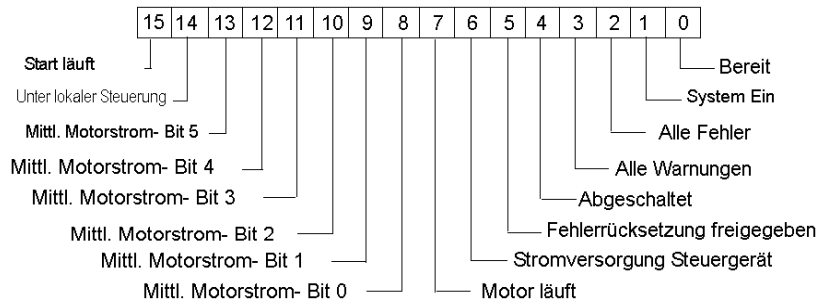 15 14 13 12 11 10 9 8 7 6 5 4 3 2 1 0
Start läuft
Bereit
Unter lokaler Steuerung
System Ein
Mittl. Motorstrom- Bit 5
Alle Fehler
Mittl. Motorstrom- Bit 4
Alle Warnungen
Mittl. Motorstrom- Bit 3
Abgeschaltet
Mittl. Motorstrom- Bit 2
Fehlerrücksetzung freigegeben
Mittl. Motorstrom- Bit 1
Stromversorgung Steuergerät
Mittl. Motorstrom- Bit 0
Motor läuft